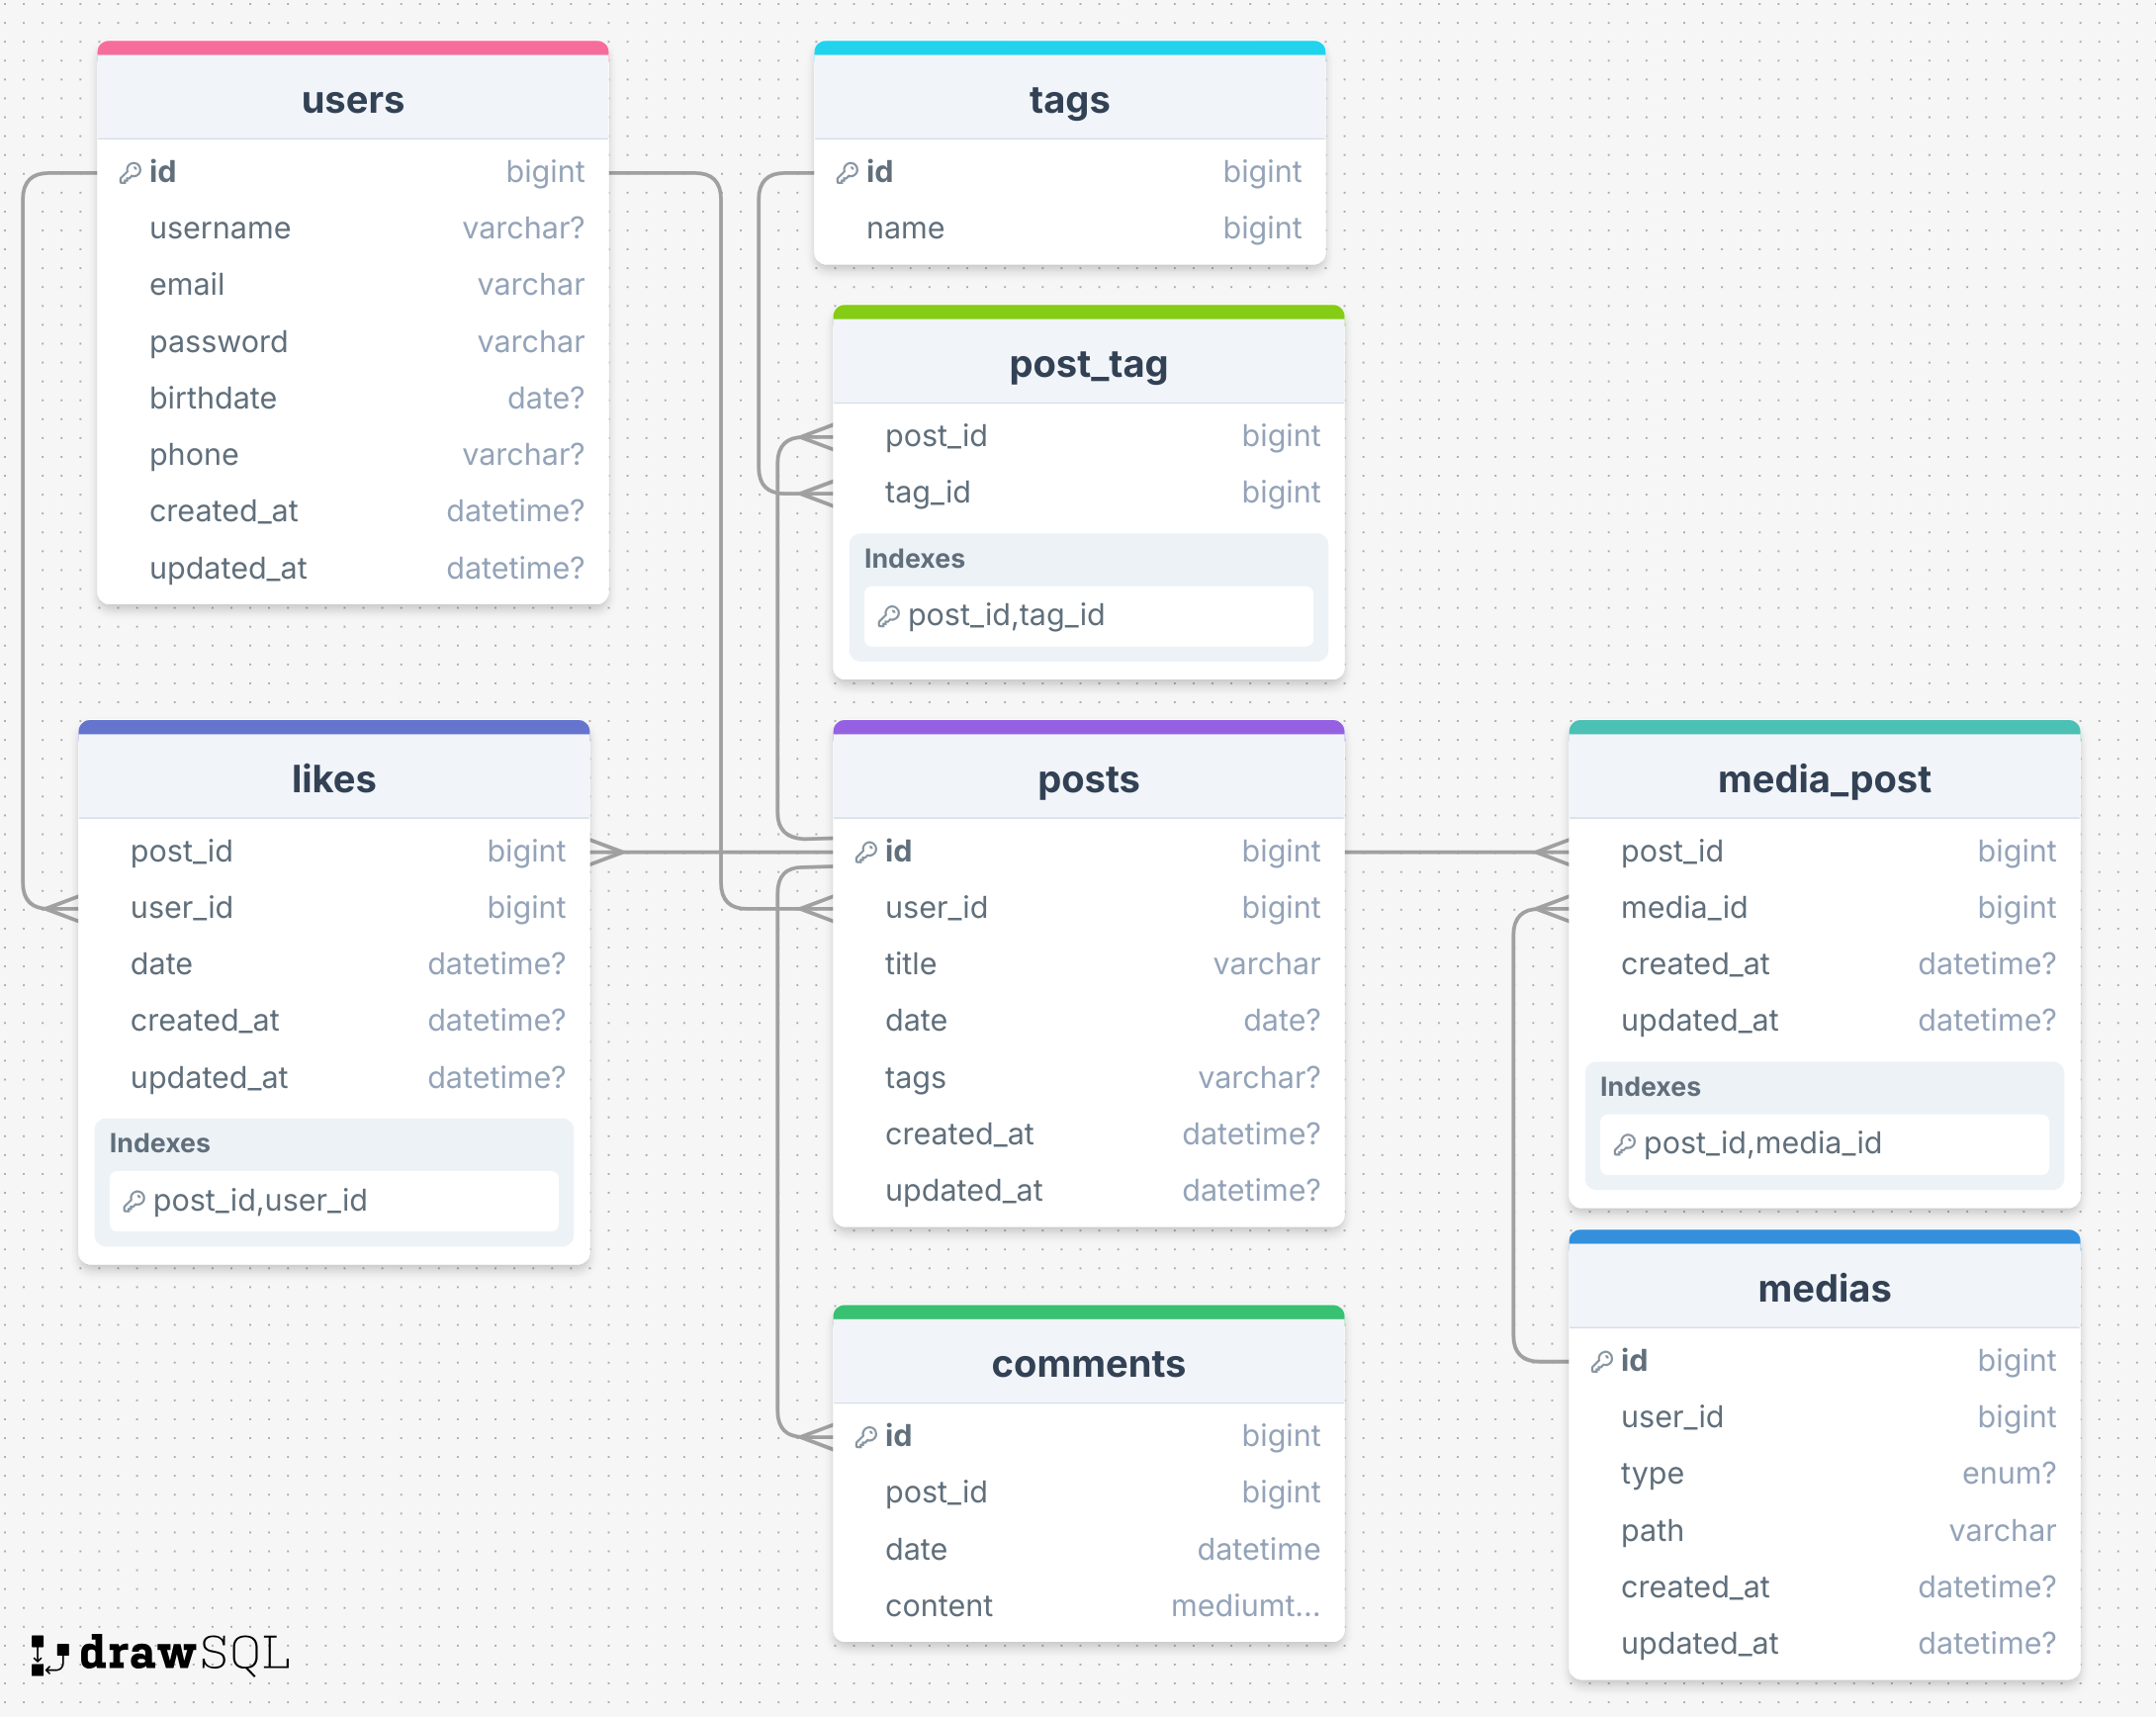 users
id bigint
username varchar?
email varchar
password varchar
birthdate date?
phone varchar?
created_at datetime?
updated_at datetime?
tags
id bigint
name bigint
post_tag
post_id bigint
tag_id bigint
Indexes
post_id,tag_id
likes
post_id bigint
user_id bigint
date datetime?
created_at datetime?
updated_at datetime?
Indexes
post_id,user_id
posts
id bigint
user_id bigint
title varchar
date date?
tags varchar?
created_at datetime?
updated_at datetime?
media_post
post_id bigint
media_id bigint
created_at datetime?
updated_at datetime?
Indexes
post_id,media_id
comments
id bigint
post_id bigint
date datetime
content mediumt...
medias
id bigint
user_id bigint
type enum?
path varchar
created_at datetime?
updated_at datetime?
drawSQL